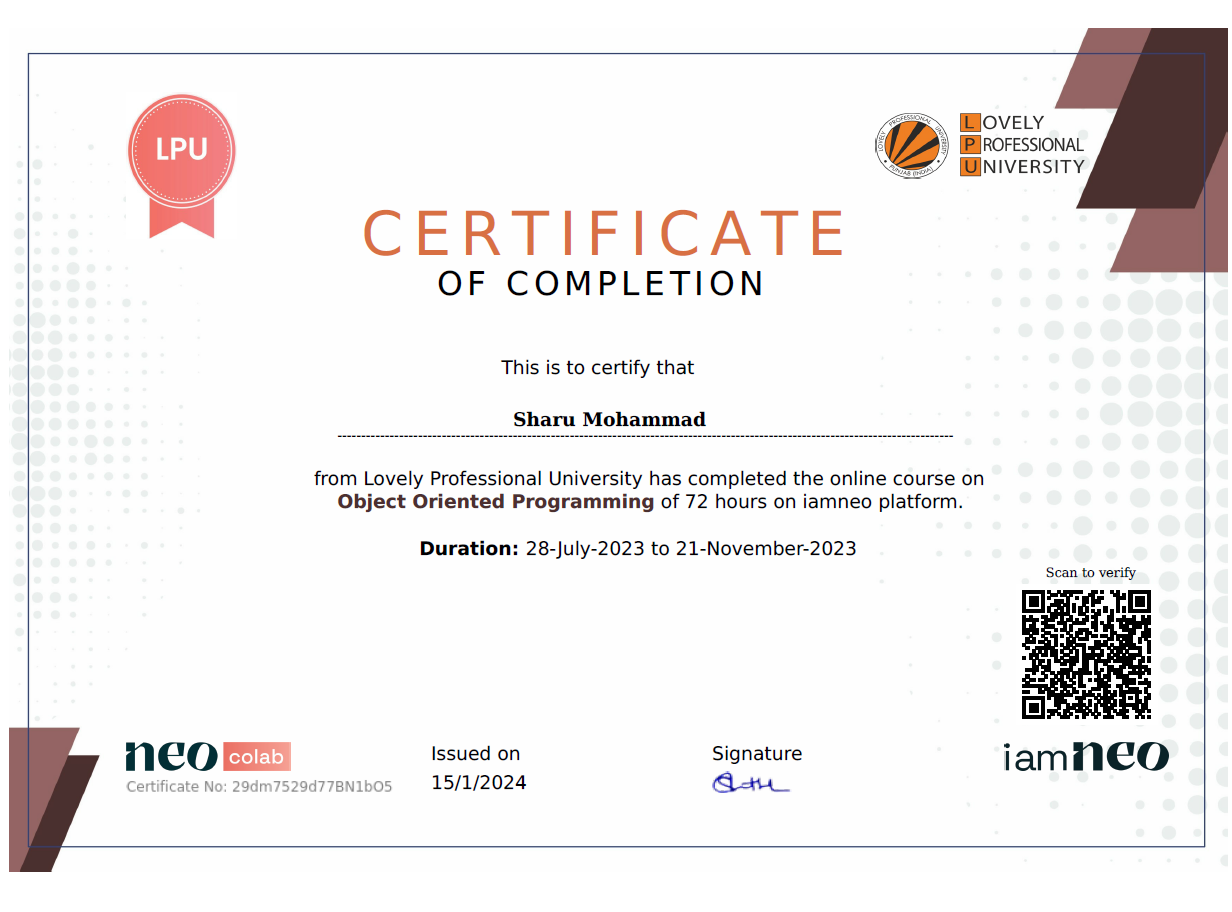 LPU
LOVELY
PROFESSIONAL
UNIVERSITY
LOVELY PROFESSIONAL UNIVERSITY
PUNJAB (INDIA)
CERTIFICATE
OF COMPLETION
This is to certify that
Sharu Mohammad
from Lovely Professional University has completed the online course on
Object Oriented Programming of 72 hours on iamneo platform.
Duration: 28-July-2023 to 21-November-2023
Scan to verify
neo colab
Certificate No: 29dm7529d77BN1bO5
Issued on
15/1/2024
Signature
iamneo